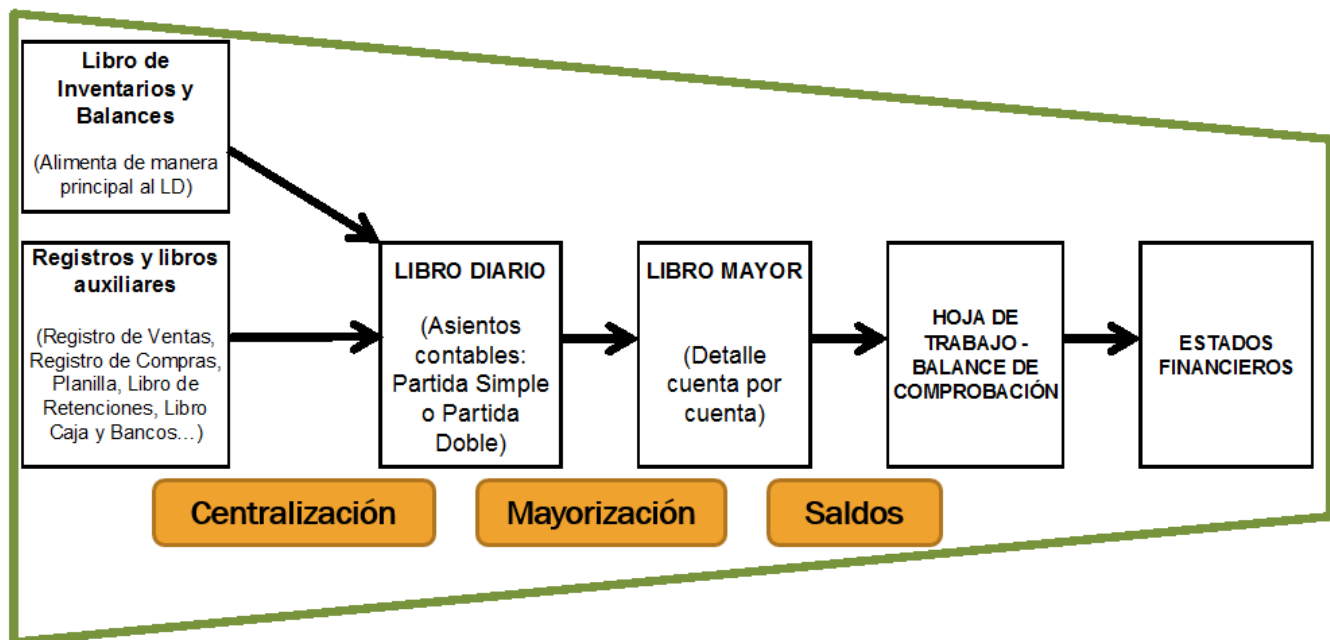 Libro de
Inventarios y
Balances
(Alimenta de manera
principal al LD)
Registros y libros
auxiliares
(Registro de Ventas,
Registro de Compras,
Planilla, Libro de
Retenciones, Libro
Caja y Bancos...)
LIBRO DIARIO
(Asientos
contables:
Partida Simple
o Partida
Doble)
LIBRO MAYOR
(Detalle
cuenta por
cuenta)
HOJA DE
TRABAJO -
BALANCE DE
COMPROBACIÓN
ESTADOS
FINANCIEROS
Centralización
Mayorización
Saldos